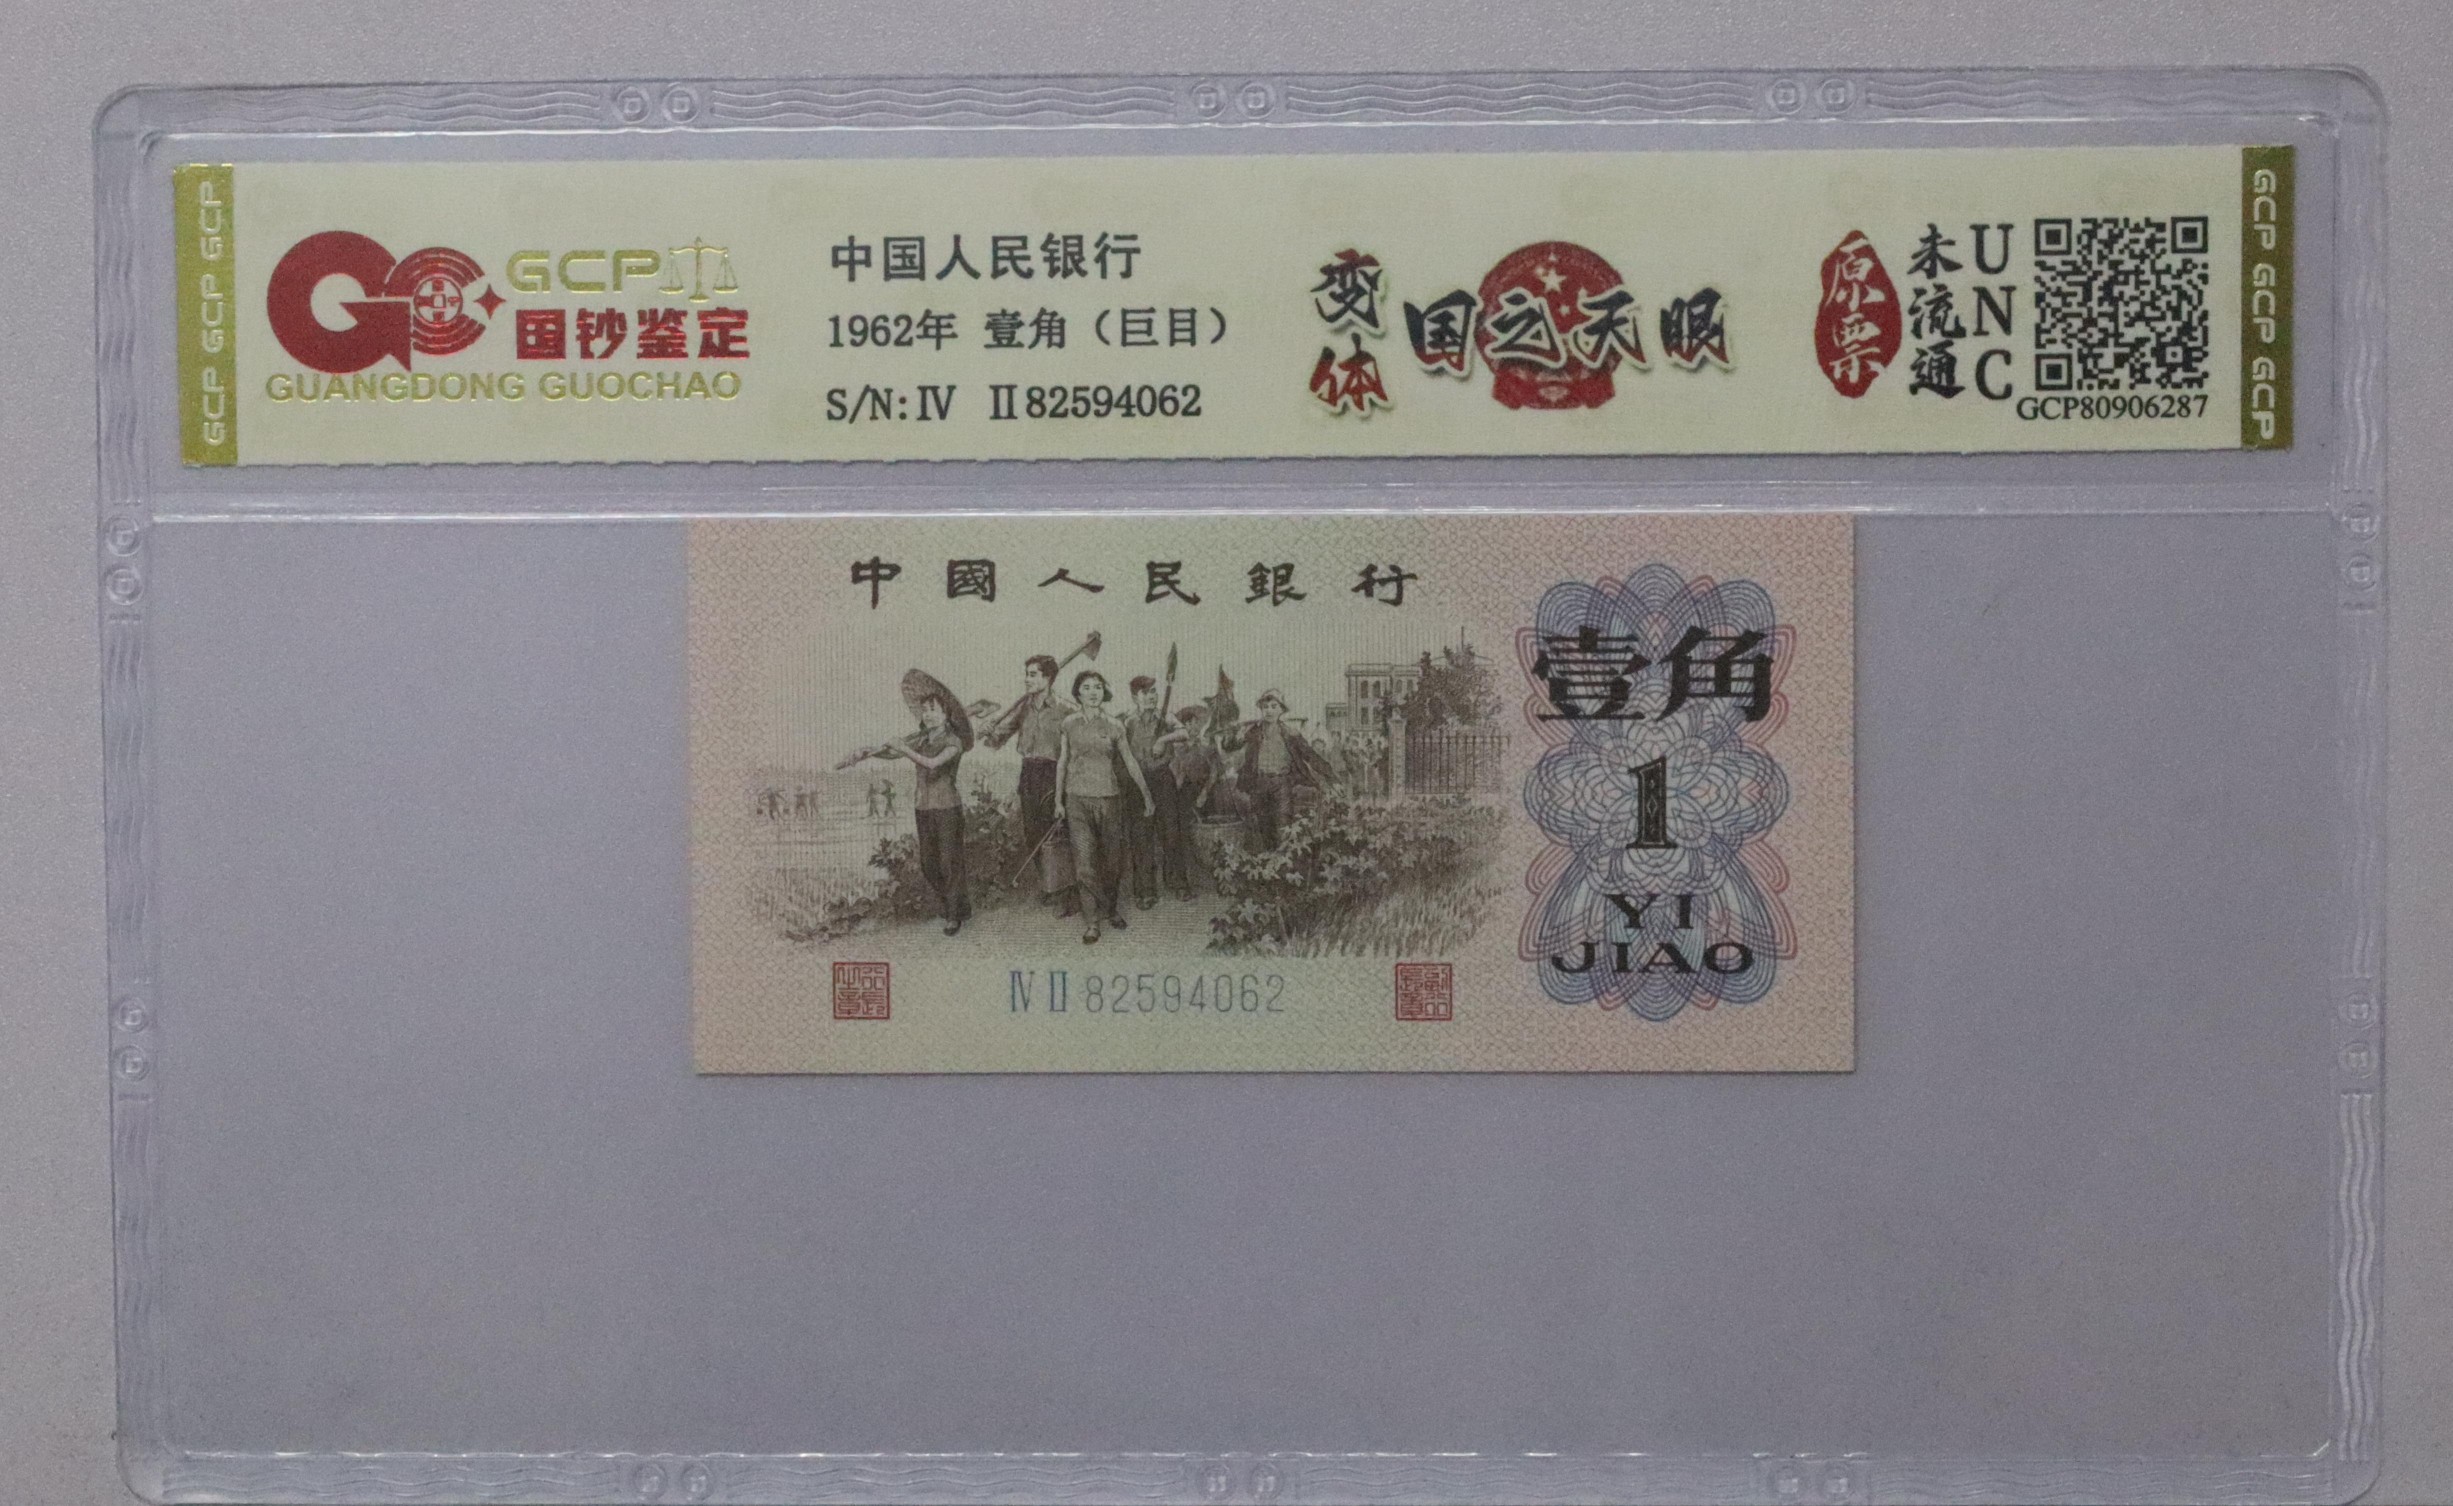 GCP GCP GCP
GCP
国钞鉴定
GUANGDONG GUOCHAO
中国人民银行
1962年 壹角（巨目）
S/N: Ⅳ Ⅱ82594062
变体
国之天眼
原票
未流通
UNC
GCP80906287
GCP GCP GCP
中國人民銀行
壹角
1
YI
JIAO
Ⅳ Ⅱ 82594062